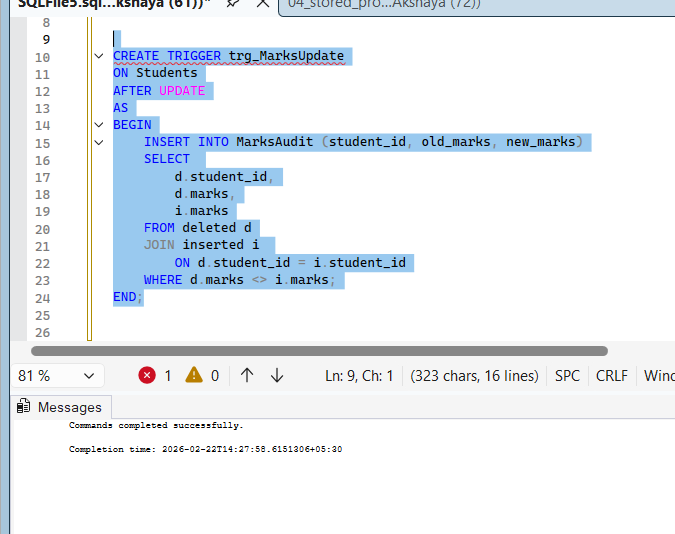 SQLFile5.sql...kshaya (61))*
04_stored_pro...Akshaya (72))
8
9
10 CREATE TRIGGER trg_MarksUpdate
11 ON Students
12 AFTER UPDATE
13 AS
14 BEGIN
15 INSERT INTO MarksAudit (student_id, old_marks, new_marks)
16 SELECT
17 d.student_id,
18 d.marks,
19 i.marks
20 FROM deleted d
21 JOIN inserted i
22 ON d.student_id = i.student_id
23 WHERE d.marks <> i.marks;
24 END;
25
26
81 % 1 0 Ln: 9, Ch: 1 (323 chars, 16 lines) SPC CRLF Wind
Messages
Commands completed successfully.
Completion time: 2026-02-22T14:27:58.6151306+05:30